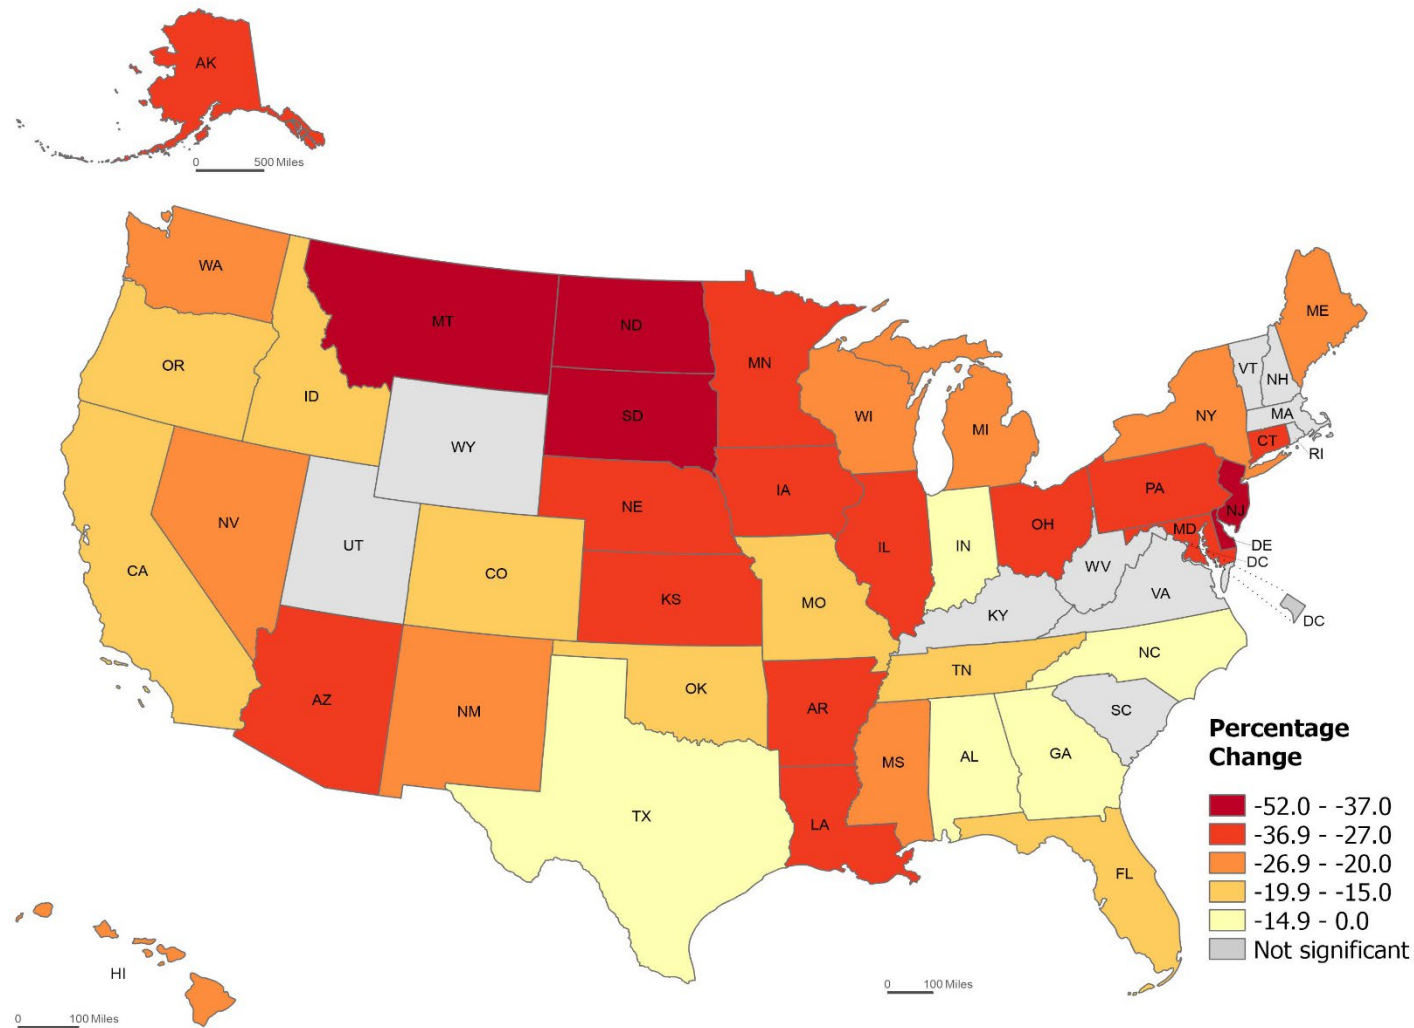 AK
0 500 Miles
WA
MT
ND
MN
ME
OR
ID
SD
WI
MI
NY
VT
NH
MA
CT
RI
WY
NV
UT
NE
IA
PA
NJ
CA
CO
KS
MO
IL
IN
OH
MD
DE
DC
WV
VA
DC
KY
AZ
NM
OK
AR
TN
NC
SC
TX
LA
MS
AL
GA
FL
Percentage
Change
-52.0 - -37.0
-36.9 - -27.0
-26.9 - -20.0
-19.9 - -15.0
-14.9 - 0.0
Not significant
HI
0 100 Miles
0 100 Miles